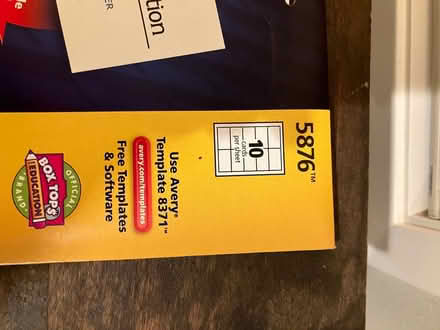 5876™
10
cards
per sheet
Use Avery®
Template 8371™
avery.com/templates
Free Templates
& Software
OFFICIAL
BOX TOPS
FOR
EDUCATION
BRAND